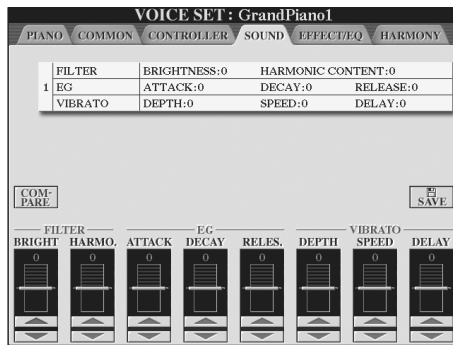 VOICE SET : GrandPiano1
PIANO COMMON CONTROLLER SOUND EFFECT/EQ HARMONY
FILTER BRIGHTNESS:0 HARMONIC CONTENT:0
1 EG ATTACK:0 DECAY:0 RELEASE:0
VIBRATO DEPTH:0 SPEED:0 DELAY:0
COM-
PARE
SAVE
FILTER EG VIBRATO
BRIGHT HARMO. ATTACK DECAY RELES. DEPTH SPEED DELAY
0 0 0 0 0 0 0 0